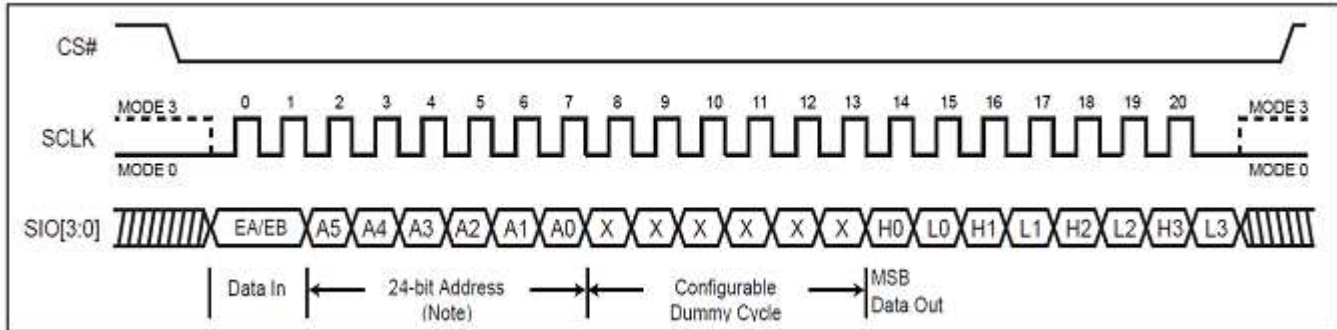 CS#
MODE 3 0 1 2 3 4 5 6 7 8 9 10 11 12 13 14 15 16 17 18 19 20 MODE 3
SCLK
MODE 0 MODE 0
SIO[3:0] EA/EB A5 A4 A3 A2 A1 A0 X X X X X X H0 L0 H1 L1 H2 L2 H3 L3
Data In 24-bit Address Configurable MSB
(Note) Dummy Cycle Data Out